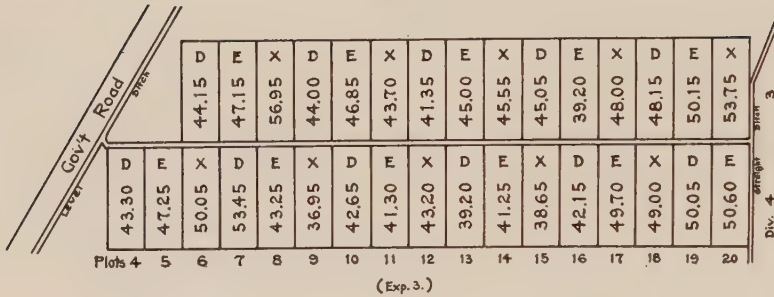 D E X D E X D E X D E X D E X
44.15 47.15 56.95 44.00 46.85 43.70 41.35 45.00 45.55 45.05 39.20 48.00 48.15 50.15 53.75
Gov't Road
Ditch
Level
D E X D E X D E X D E X D E X D E
43.30 47.25 50.05 53.45 43.25 36.95 42.65 41.30 43.20 39.20 41.25 38.65 42.15 49.70 49.00 50.05 50.60
Straight Ditch
Div. 4 3
Plots 4 5 6 7 8 9 10 11 12 13 14 15 16 17 18 19 20
(Exp. 3.)